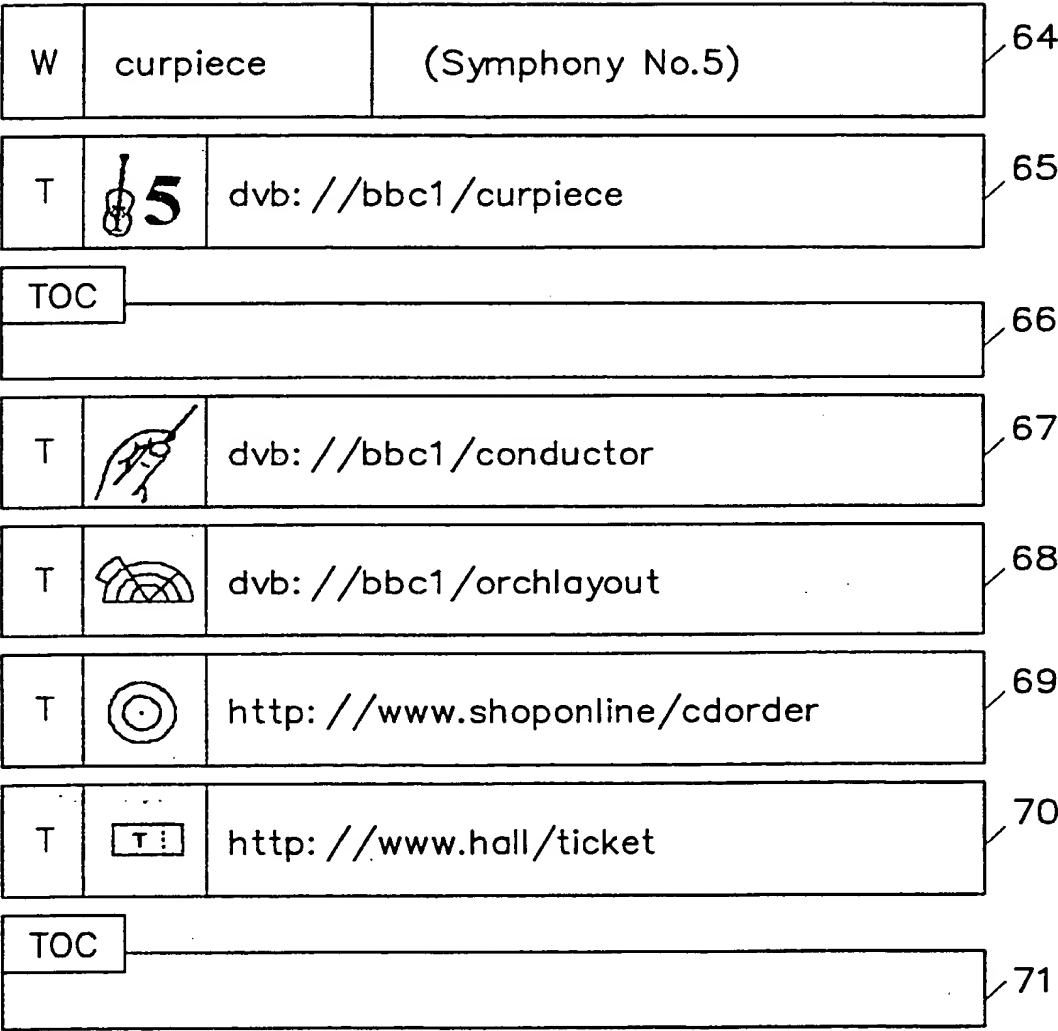 W curpiece (Symphony No.5) 64
T 5 dvb://bbc1/curpiece 65
TOC
66
T dvb://bbc1/conductor 67
T dvb://bbc1/orchlayout 68
T http://www.shoponline/cdorder 69
T T http://www.hall/ticket 70
TOC
71